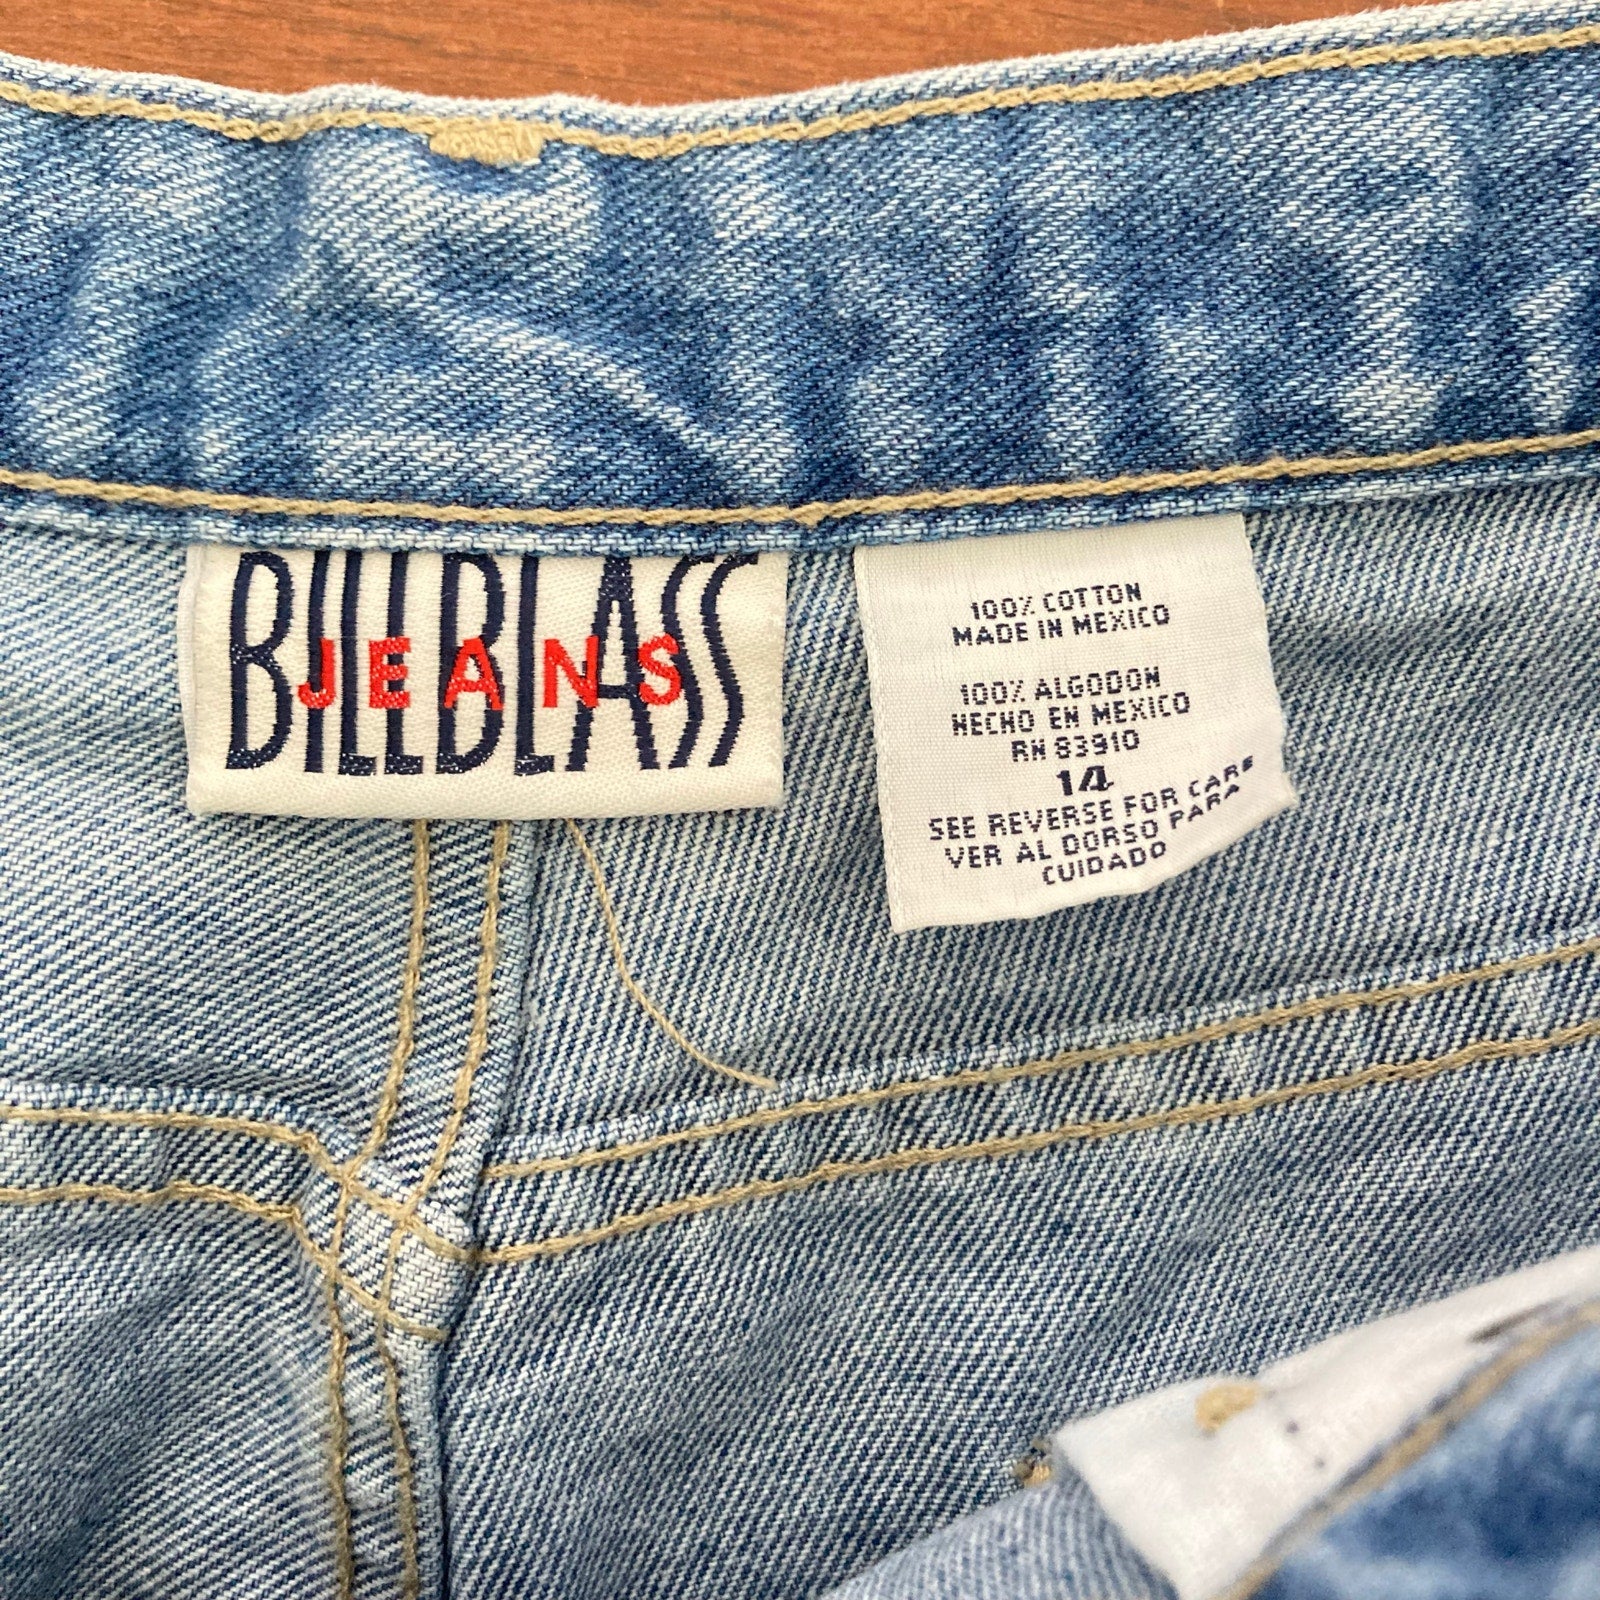 BILLBLASS
JEANS
100% COTTON
MADE IN MEXICO
100% ALGODON
HECHO EN MEXICO
RN 83910
14
SEE REVERSE FOR CARE
VER AL DORSO PARA
CUIDADO